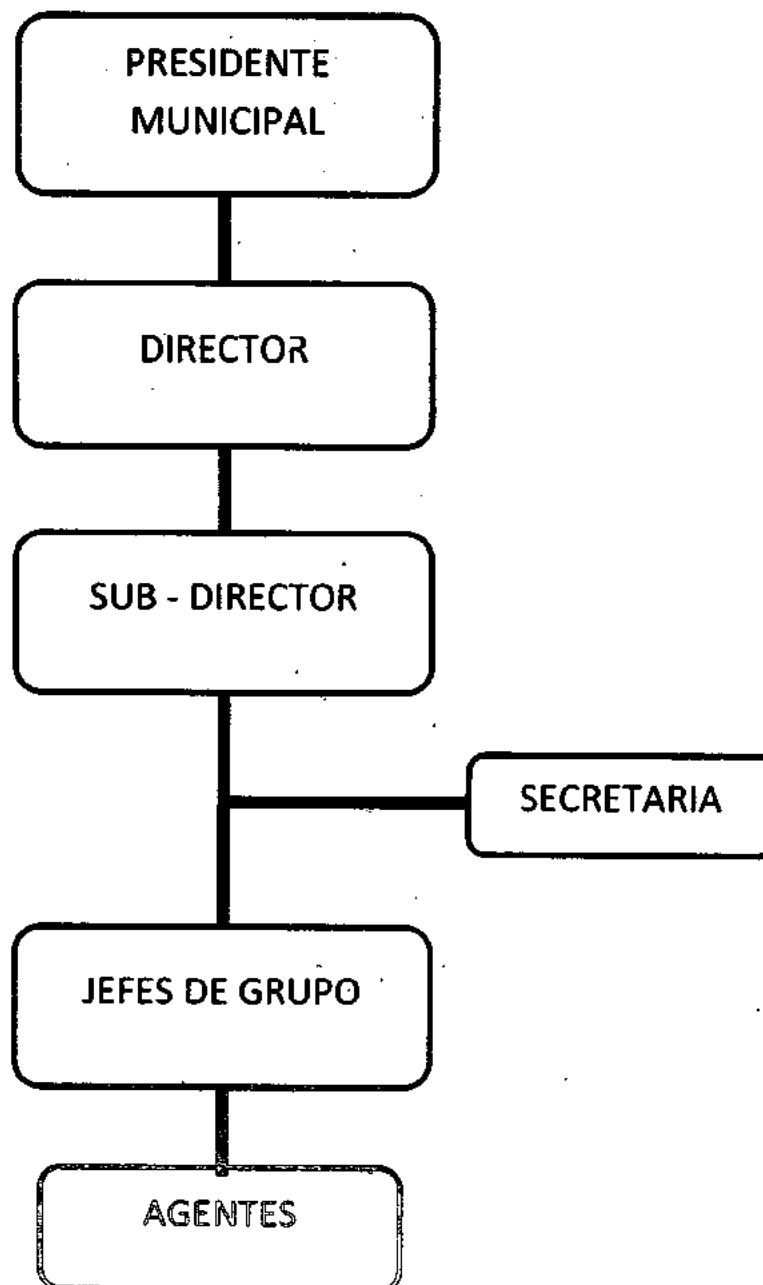 PRESIDENTE
MUNICIPAL
DIRECTOR
SUB - DIRECTOR
SECRETARIA
JEFES DE GRUPO
AGENTES